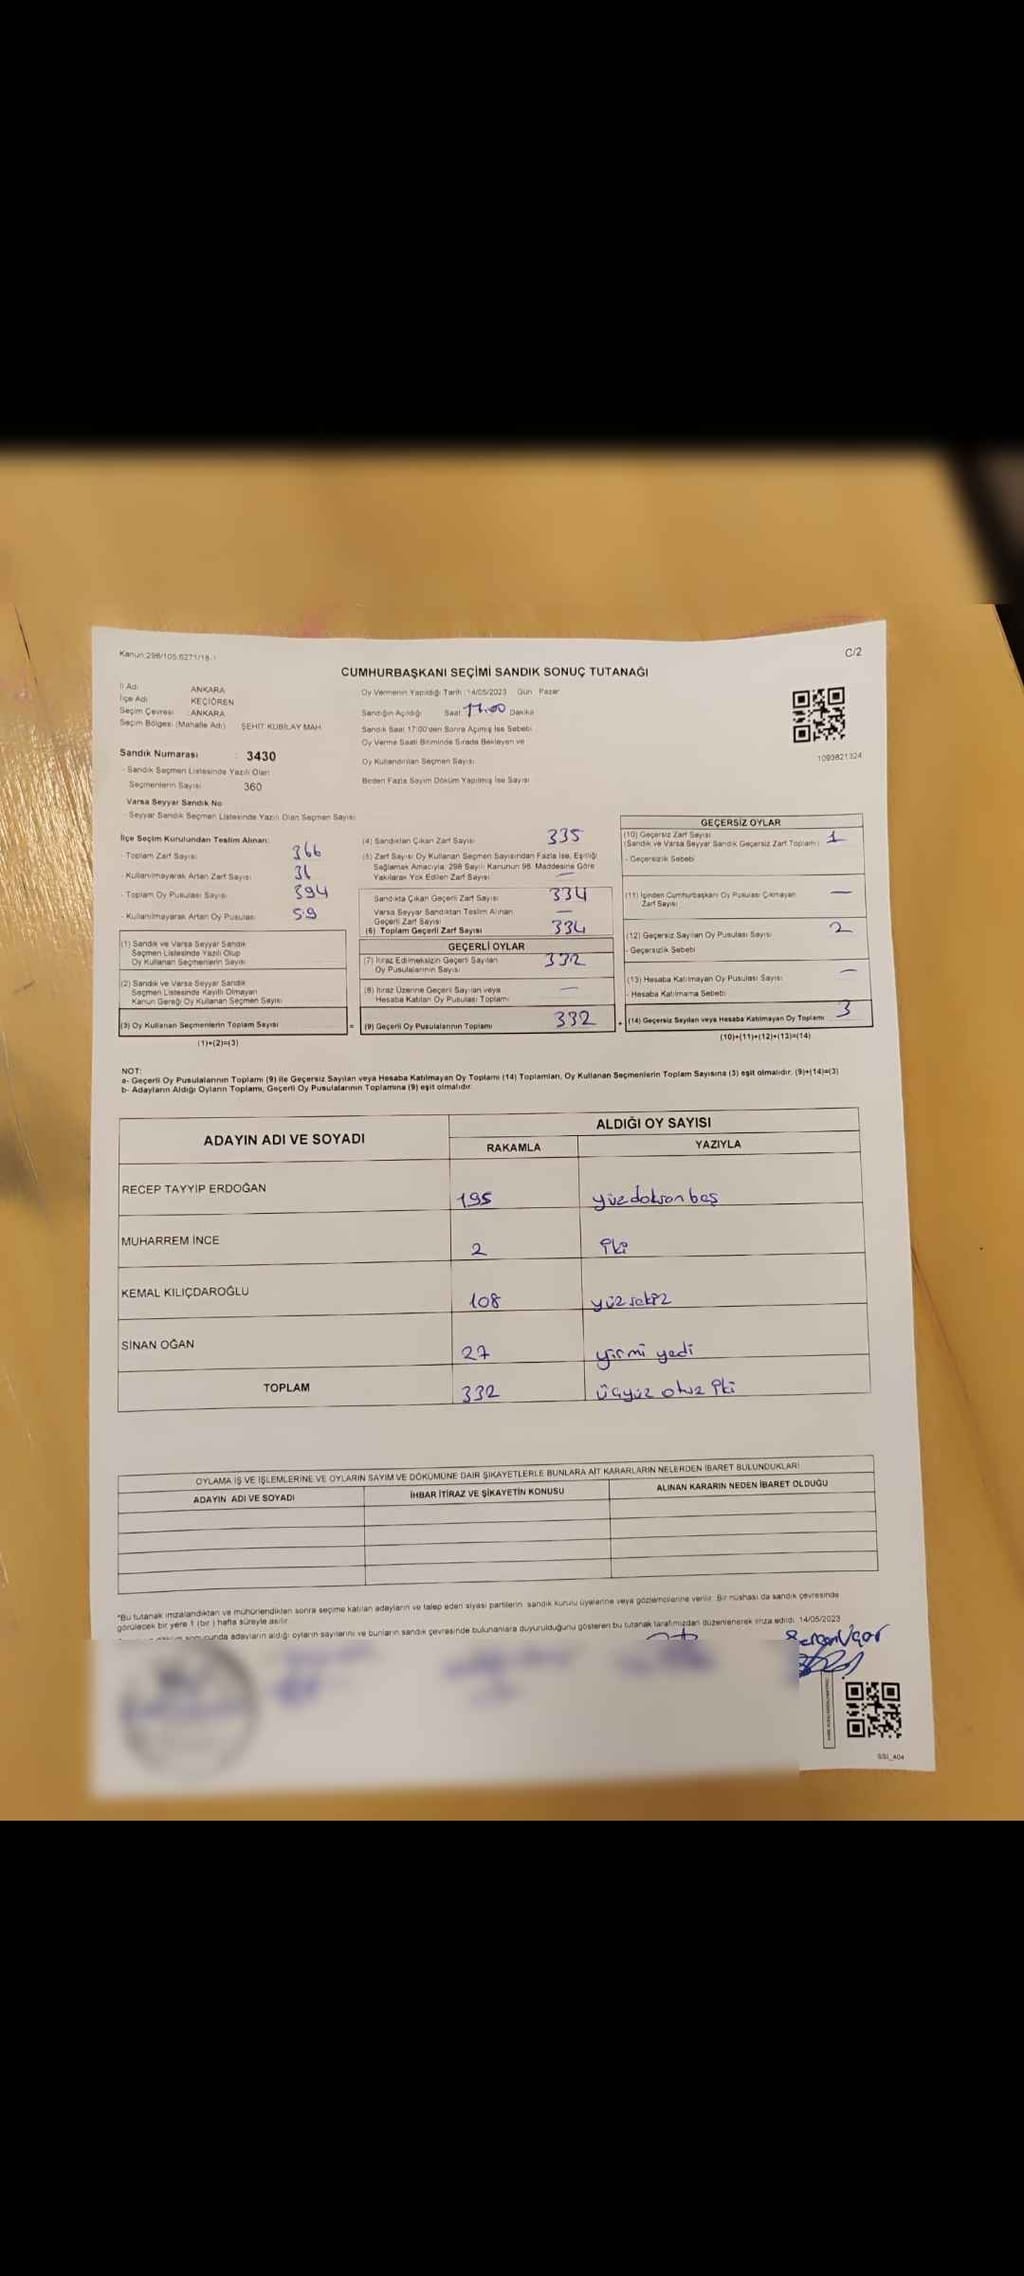 Kanun:298/105,6271/18-1
C/2
CUMHURBAŞKANI SEÇİMİ SANDIK SONUÇ TUTANAĞI
İl Adı ANKARA
İlçe Adı KEÇİÖREN
Seçim Çevresi :ANKARA
Seçim Bölgesi (Mahalle Adı) ŞEHİT KUBİLAY MAH.
Sandık Numarası : 3430
- Sandık Seçmen Listesinde Yazılı Olan
Seçmenlerin Sayısı 360
Varsa Seyyar Sandık No
- Seyyar Sandık Seçmen Listesinde Yazılı Olan Seçmen Sayısı
Oy Vermenin Yapıldığı Tarih :14/05/2023 Gün Pazar
Sandığın Açıldığı Saat 17.00 Dakika
Sandık Saat 17:00'den Sonra Açımış İse Sebebi
Oy Verme Saati Bitiminde Sırada Bekleyen ve
Oy Kullandırılan Seçmen Sayısı
Birden Fazla Sayım Döküm Yapılmış İse Sayısı
1093821324
İlçe Seçim Kurulundan Teslim Alınan:
- Toplam Zarf Sayısı 366
- Kullanılmayarak Artan Zarf Sayısı 31
- Toplam Oy Pusulası Sayısı 394
- Kullanılmayarak Artan Oy Pusulası 59
(1) Sandık ve Varsa Seyyar Sandık
Seçmen Listesinde Yazılı Olup
Oy Kullanan Seçmenlerin Sayısı
(2) Sandık ve Varsa Seyyar Sandık
Seçmen Listesinde Kayıtlı Olmayan
Kanun Gereği Oy Kullanan Seçmen Sayısı
(3) Oy Kullanan Seçmenlerin Toplam Sayısı
(1)+(2)=(3)
(4) Sandıktan Çıkan Zarf Sayısı 335
(5) Zarf Sayısı Oy Kullanan Seçmen Sayısından Fazla İse, Eşitliği
Sağlamak Amacıyla, 298 Sayılı Kanunun 98. Maddesine Göre
Yakılarak Yok Edilen Zarf Sayısı —
Sandıkta Çıkan Geçerli Zarf Sayısı 334
Varsa Seyyar Sandıktan Teslim Alınan
Geçerli Zarf Sayısı —
(6) Toplam Geçerli Zarf Sayısı 334
GEÇERLİ OYLAR
(7) İtiraz Edilmeksizin Geçerli Sayılan
Oy Pusulalarının Sayısı 332
(8) İtiraz Üzerine Geçerli Sayılan veya
Hesaba Katılan Oy Pusulası Toplamı —
= (9) Geçerli Oy Pusulalarının Toplamı 332
GEÇERSİZ OYLAR
(10) Geçersiz Zarf Sayısı
(Sandık ve Varsa Seyyar Sandık Geçersiz Zarf Toplamı) 1
- Geçersizlik Sebebi
(11) İçinden Cumhurbaşkanı Oy Pusulası Çıkmayan
Zarf Sayısı —
(12) Geçersiz Sayılan Oy Pusulası Sayısı 2
- Geçersizlik Sebebi
(13) Hesaba Katılmayan Oy Pusulası Sayısı —
- Hesaba Katılmama Sebebi
+ (14) Geçersiz Sayılan veya Hesaba Katılmayan Oy Toplamı 3
(10)+(11)+(12)+(13)=(14)
NOT:
a- Geçerli Oy Pusulalarının Toplamı (9) ile Geçersiz Sayılan veya Hesaba Katılmayan Oy Toplamı (14) Toplamları, Oy Kullanan Seçmenlerin Toplam Sayısına (3) eşit olmalıdır. (9)+(14)=(3)
b- Adayların Aldığı Oyların Toplamı, Geçerli Oy Pusulalarının Toplamına (9) eşit olmalıdır.
ADAYIN ADI VE SOYADI ALDIĞI OY SAYISI
RAKAMLA YAZIYLA
RECEP TAYYİP ERDOĞAN 195 yüzdoksanbeş
MUHARREM İNCE 2 iki
KEMAL KILIÇDAROĞLU 108 yüzsekiz
SİNAN OĞAN 27 yirmi yedi
TOPLAM 332 üçyüz otuz iki
OYLAMA İŞ VE İŞLEMLERİNE VE OYLARIN SAYIM VE DÖKÜMÜNE DAİR ŞİKAYETLERLE BUNLARA AİT KARARLARIN NELERDEN İBARET BULUNDUKLARI
ADAYIN ADI VE SOYADI İHBAR İTİRAZ VE ŞİKAYETİN KONUSU ALINAN KARARIN NEDEN İBARET OLDUĞU
*Bu tutanak imzalandıktan ve mühürlendikten sonra seçime katılan adayların ve talep eden siyasi partilerin sandık kurulu üyelerine veya gözlemcilerine verilir. Bir nüshası da sandık çevresinde
görülecek bir yere 1 (bir) hafta süreyle asılır.
sonucunda adayların aldığı oyların sayılarını ve bunların sandık çevresinde bulunanlara duyurulduğunu gösteren bu tutanak tarafımızdan düzenlenerek imza edildi. 14/05/2023
SSI_404